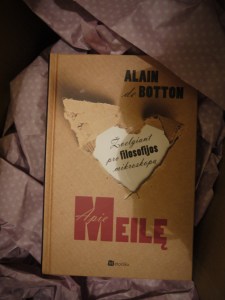 ALAIN
de BOTTON
Žvelgiant
pro filosofijos
mikroskopą
Apie
MEILĘ